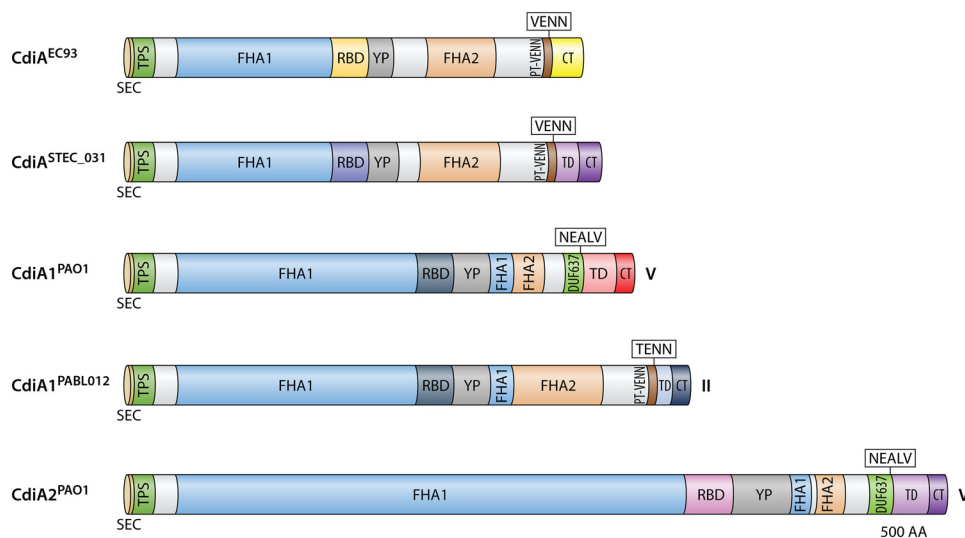 VENN
CdiA^EC93 TPS FHA1 RBD YP FHA2 PT-VENN CT
SEC
VENN
CdiA^STEC_031 TPS FHA1 RBD YP FHA2 PT-VENN TD CT
SEC
NEALV
CdiA1^PAO1 TPS FHA1 RBD YP FHA1 FHA2 DUF637 TD CT V
SEC
TENN
CdiA1^PABL012 TPS FHA1 RBD YP FHA1 FHA2 PT-VENN TD CT II
SEC
NEALV
CdiA2^PAO1 TPS FHA1 RBD YP FHA1 FHA2 DUF637 TD CT V
SEC
500 AA